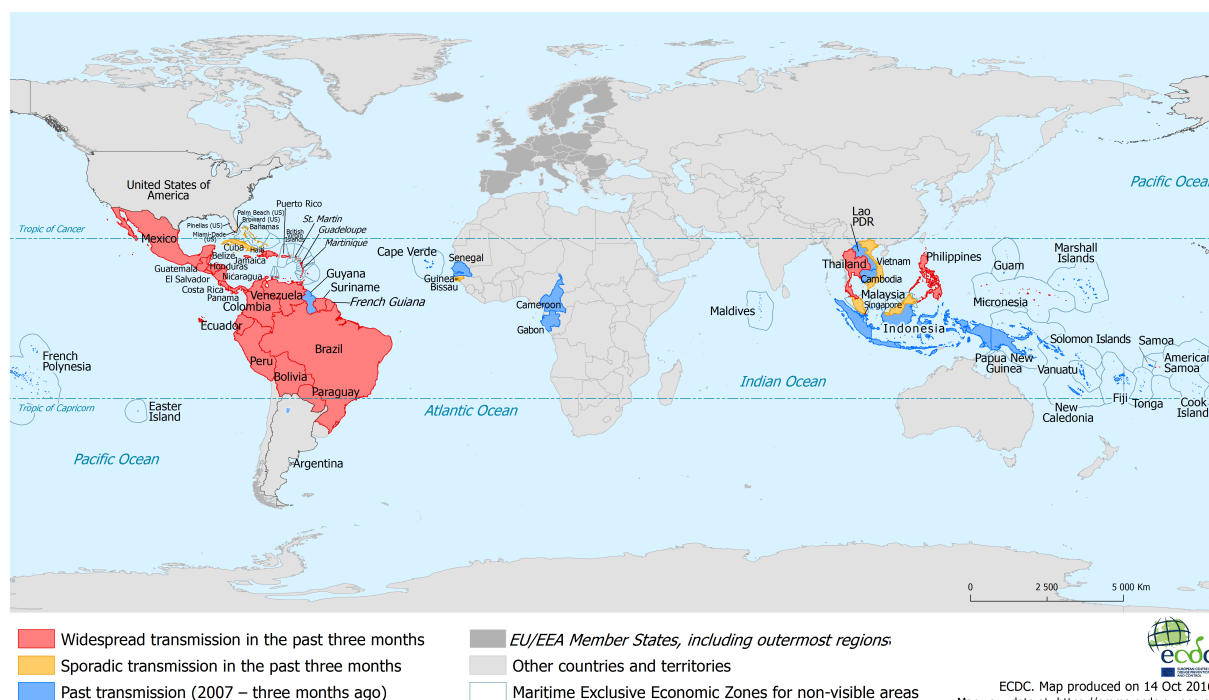 Pacific Ocean
United States of
America
Puerto Rico
St. Martin
Palm Beach (US)
Broward (US)
Bahamas
Pinellas (US)
Miami-Dade
(US)
British
Virgin
Islands
Guadeloupe
Martinique
Tropic of Cancer
Mexico
Cuba
Haiti
Belize
Jamaica
Guatemala
Honduras
El Salvador
Nicaragua
Costa Rica
Panama
Venezuela
Colombia
Guyana
Suriname
French Guiana
Ecuador
Brazil
Peru
Bolivia
Paraguay
Argentina
Cape Verde
Senegal
Guinea-
Bissau
Cameroon
Gabon
Maldives
Lao
PDR
Thailand
Vietnam
Cambodia
Philippines
Malaysia
Singapore
Indonesia
Guam
Marshall
Islands
Micronesia
Papua New
Guinea
Solomon Islands
Samoa
American
Samoa
Vanuatu
New
Caledonia
Fiji
Tonga
Cook
Island
French
Polynesia
Tropic of Capricorn
Easter
Island
Atlantic Ocean
Indian Ocean
Pacific Ocean
0 2 500 5 000 Km
Widespread transmission in the past three months
Sporadic transmission in the past three months
Past transmission (2007 – three months ago)
EU/EEA Member States, including outermost regions
Other countries and territories
Maritime Exclusive Economic Zones for non-visible areas
ecdc
ECDC. Map produced on 14 Oct 201